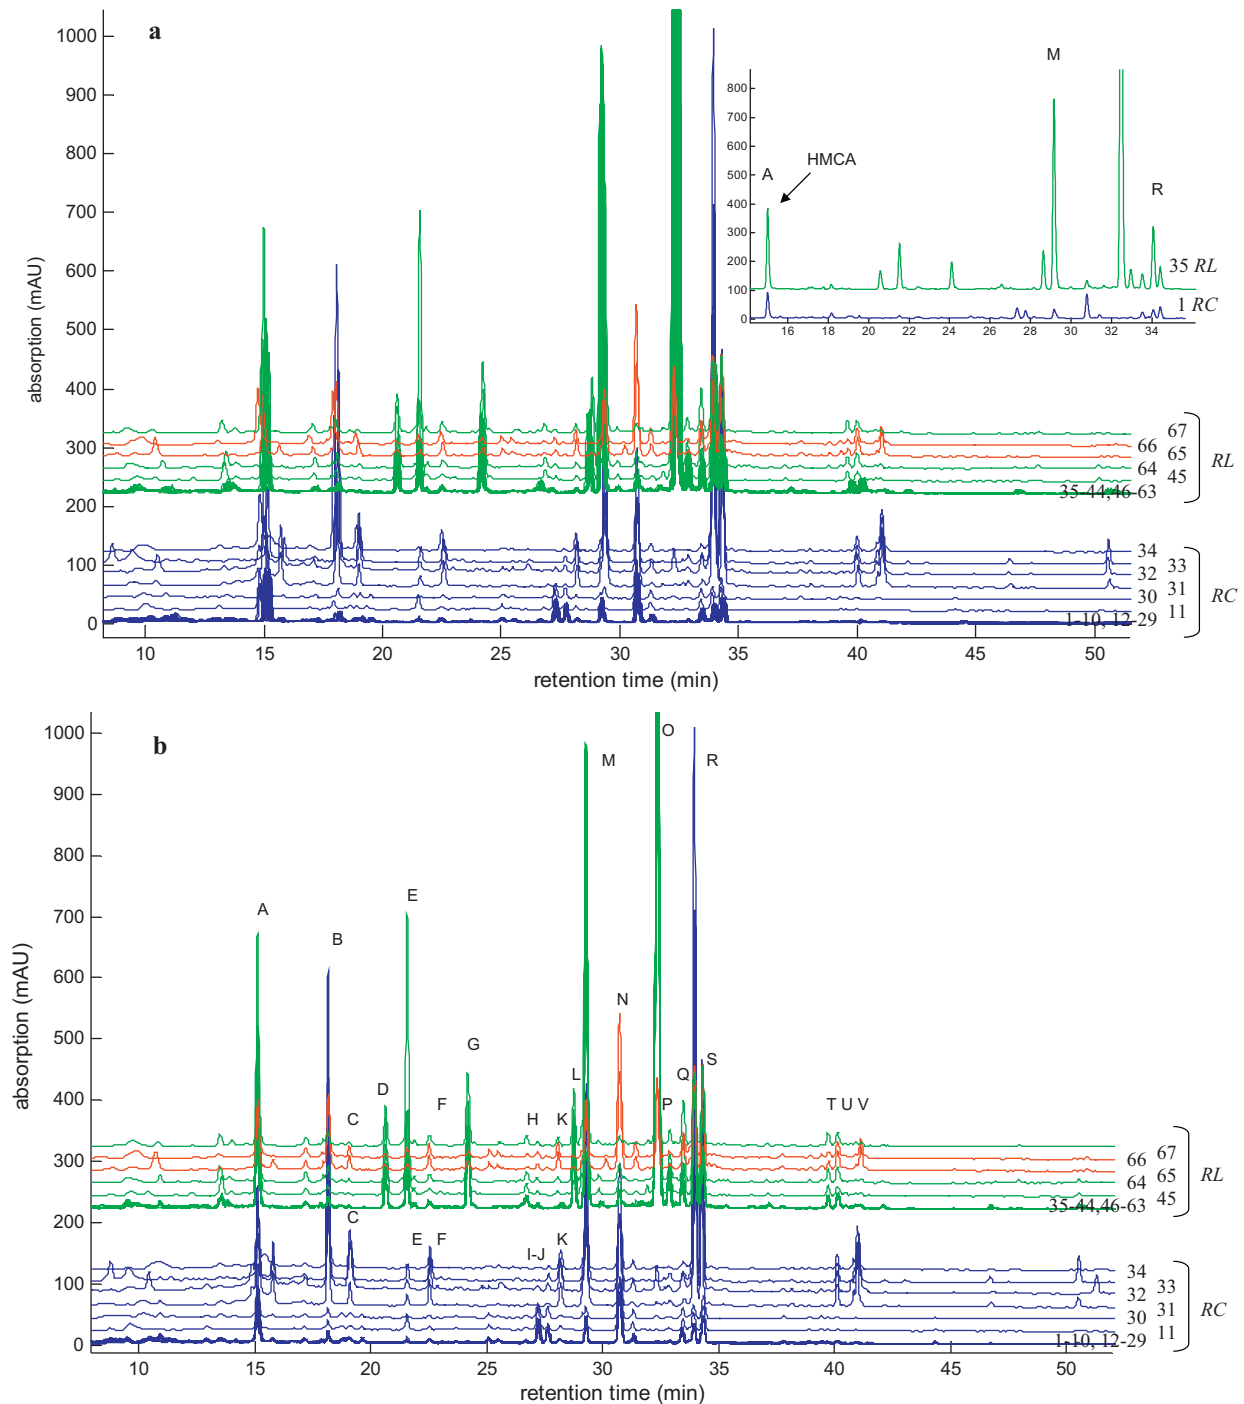 a
absorption (mAU)
1000
900
800
700
600
500
400
300
200
100
0
10
15
20
25
30
35
40
45
50
retention time (min)
67
66
65
64
45
35-44,46-63
RL
34
33
32
31
30
11
1-10, 12-29
RC
M
800
700
600
500
400
300
200
100
0
A
HMCA
R
35 RL
1 RC
16
18
20
22
24
26
28
30
32
34
b
absorption (mAU)
1000
900
800
700
600
500
400
300
200
100
0
O
M
R
A
E
B
N
G
D
L
Q
S
C
F
H
K
P
T U V
67
66
65
64
45
35-44,46-63
RL
C
E
F
I-J
K
34
33
32
31
30
11
1-10, 12-29
RC
10
15
20
25
30
35
40
45
50
retention time (min)